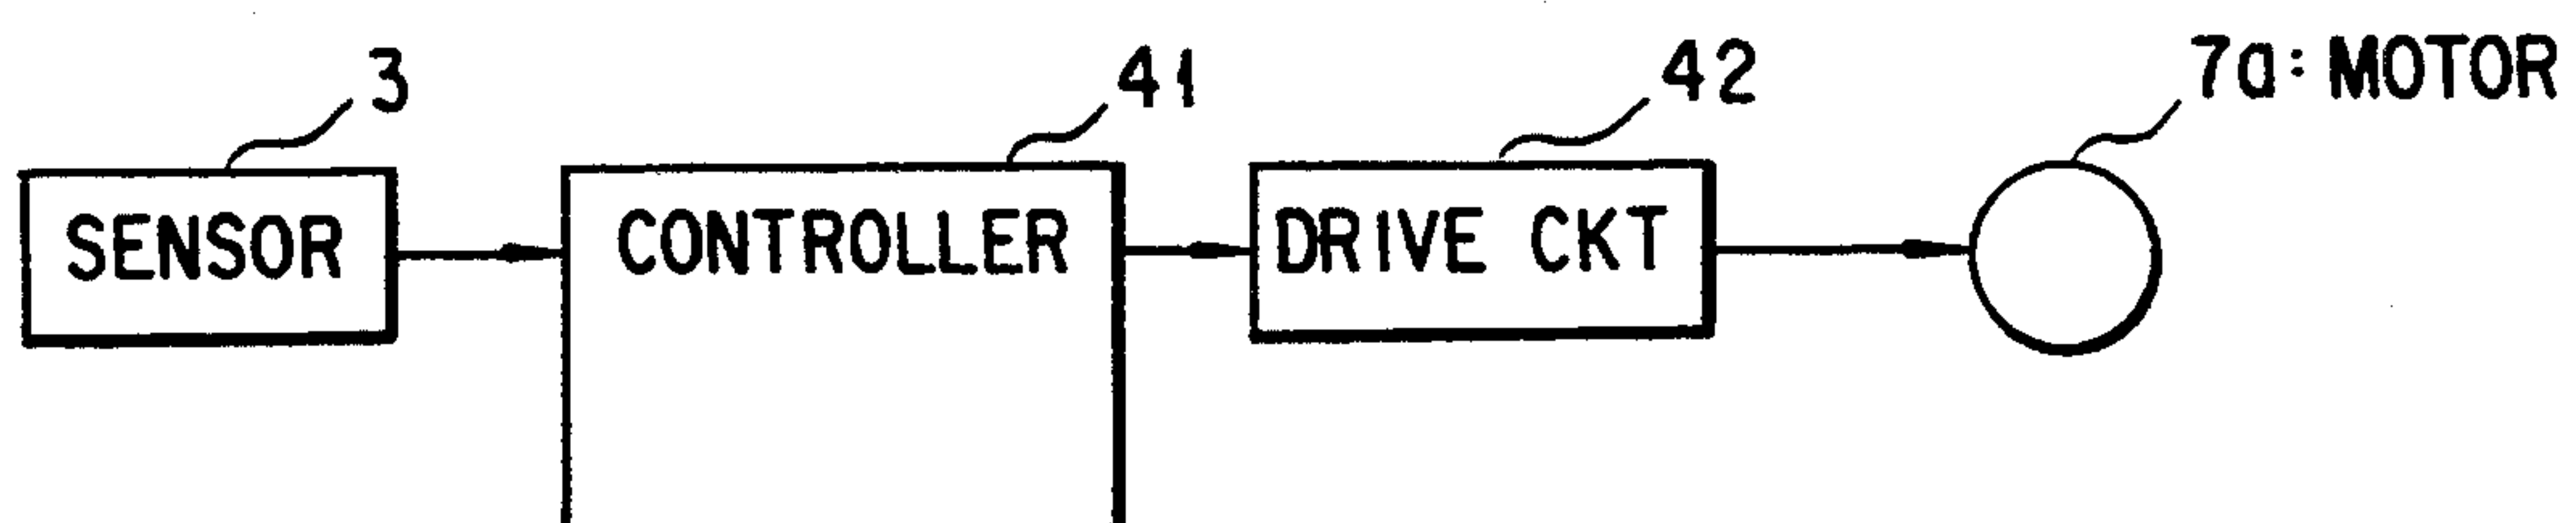 3
41
42
7a: MOTOR
SENSOR
CONTROLLER
DRIVE CKT